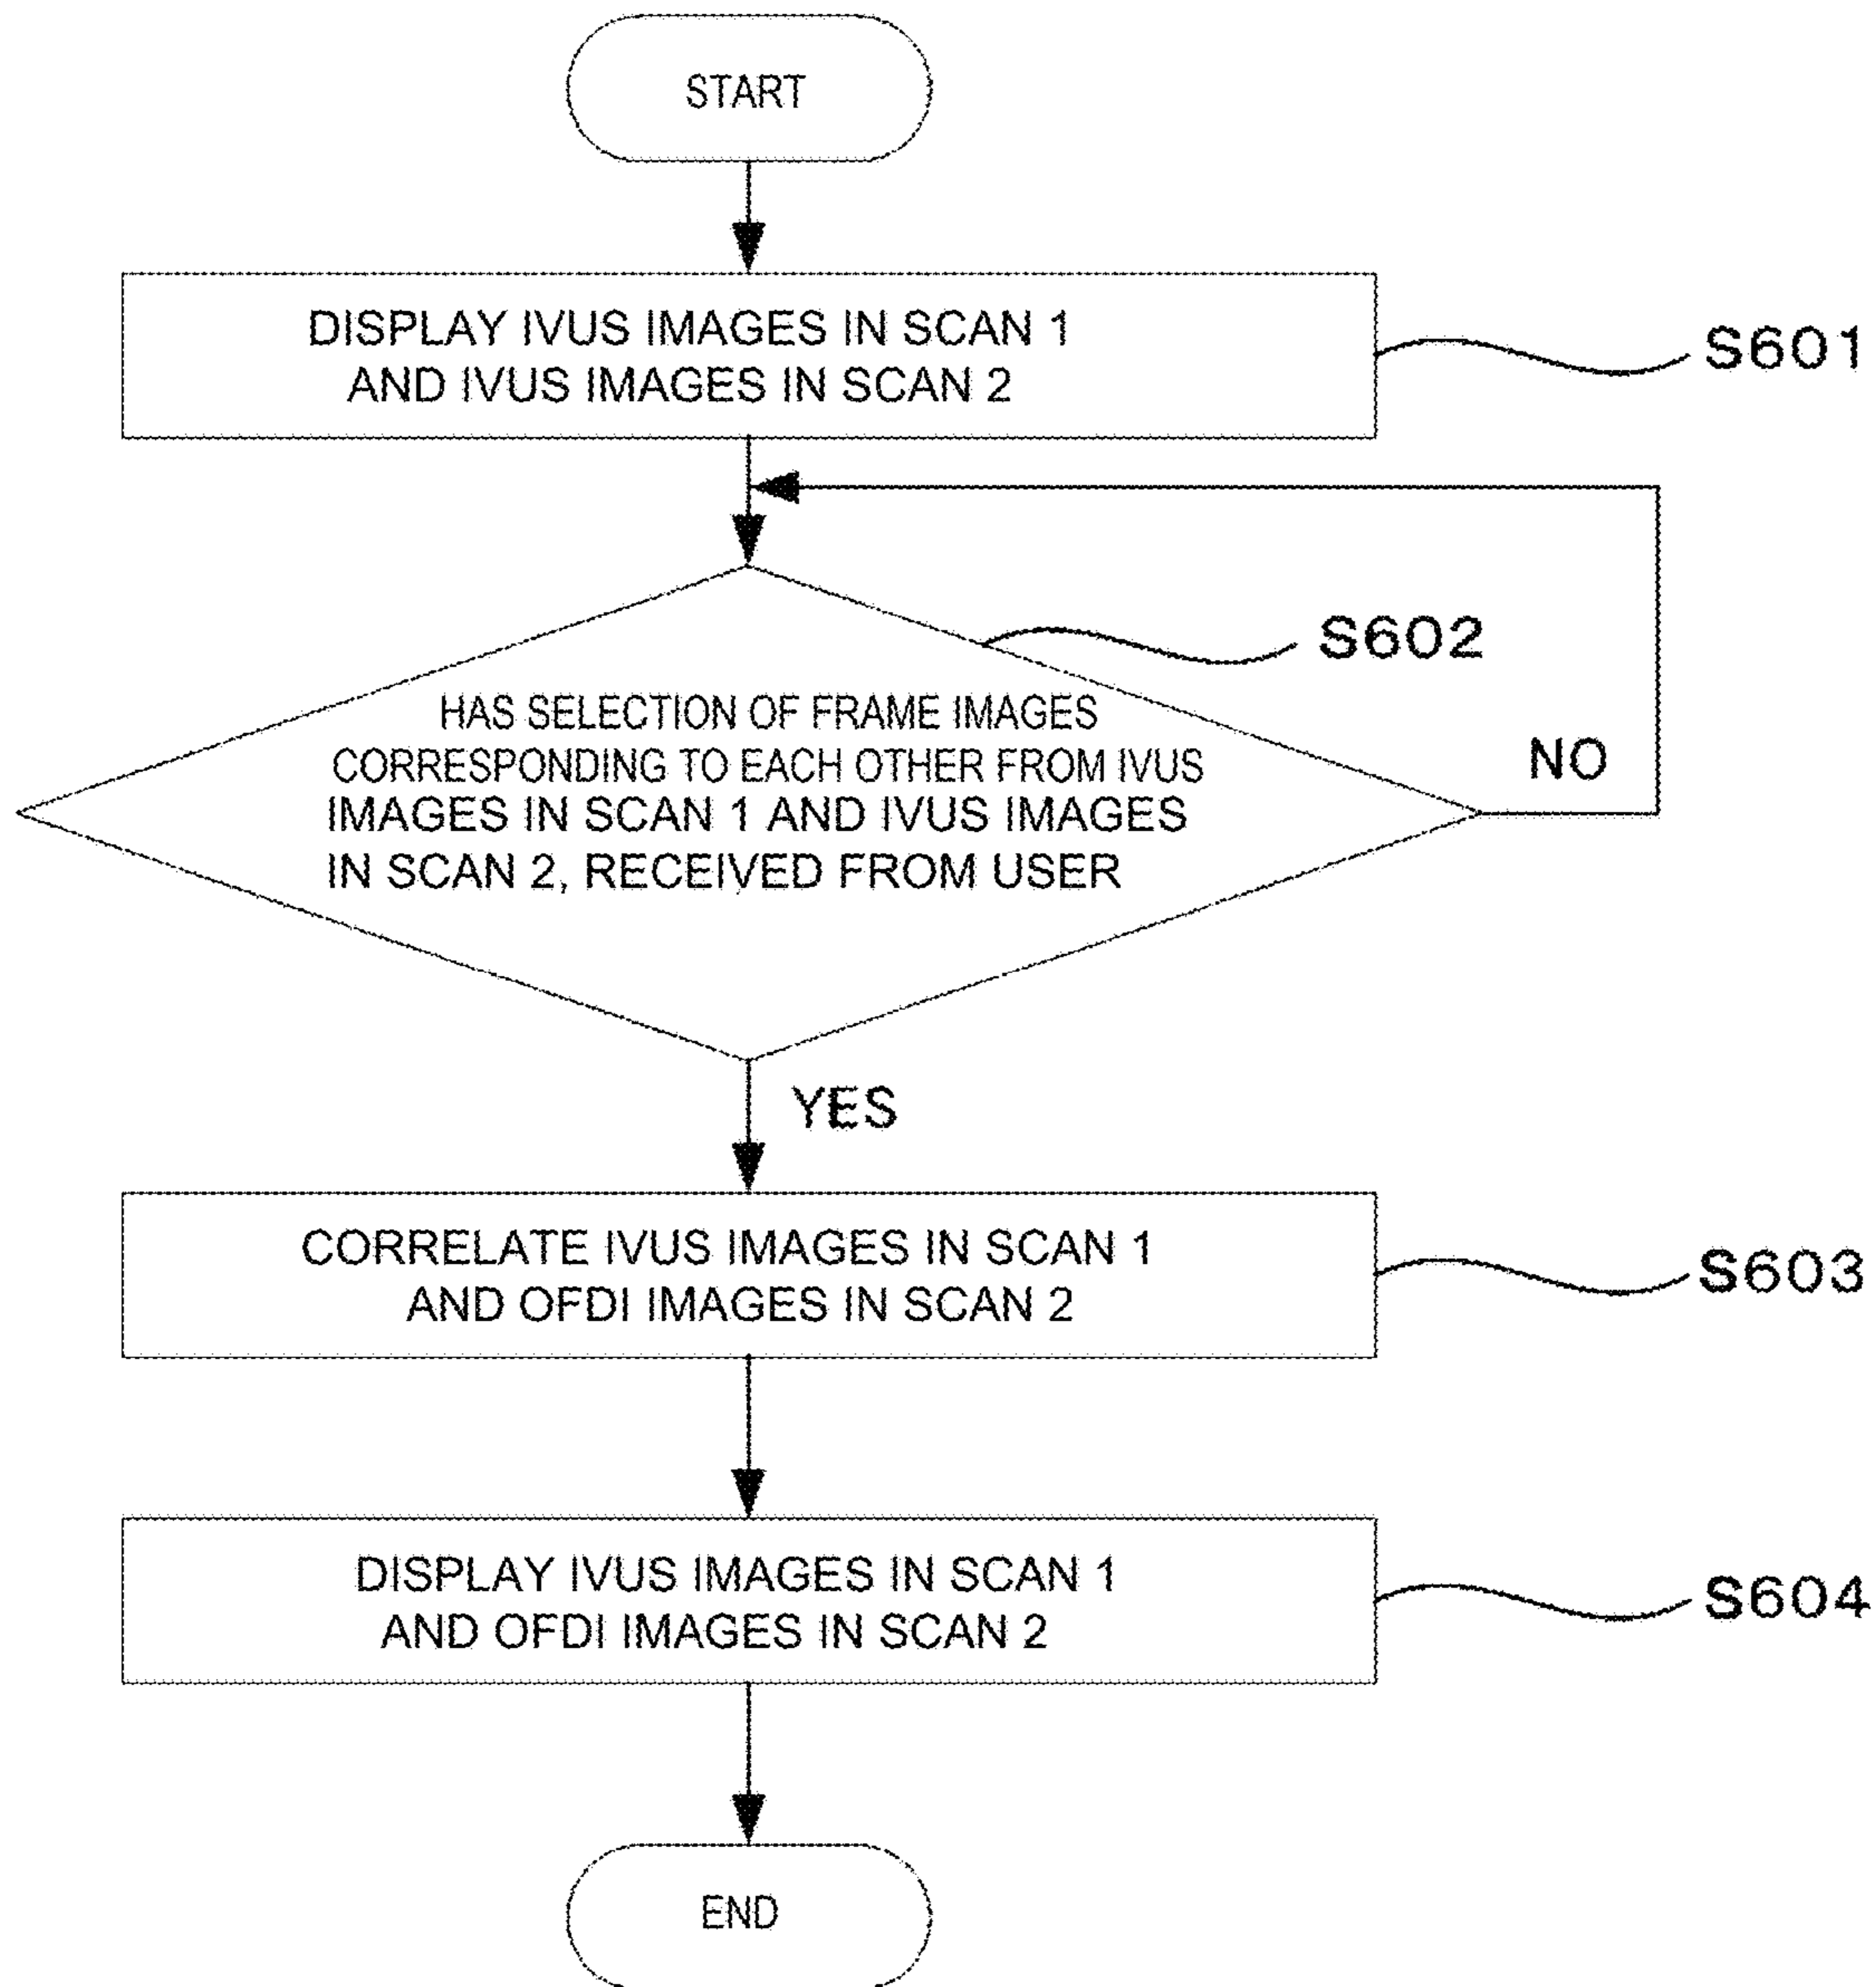 START
DISPLAY IVUS IMAGES IN SCAN 1
AND IVUS IMAGES IN SCAN 2
S601
S602
HAS SELECTION OF FRAME IMAGES
CORRESPONDING TO EACH OTHER FROM IVUS
IMAGES IN SCAN 1 AND IVUS IMAGES
IN SCAN 2, RECEIVED FROM USER
NO
YES
CORRELATE IVUS IMAGES IN SCAN 1
AND OFDI IMAGES IN SCAN 2
S603
DISPLAY IVUS IMAGES IN SCAN 1
AND OFDI IMAGES IN SCAN 2
S604
END